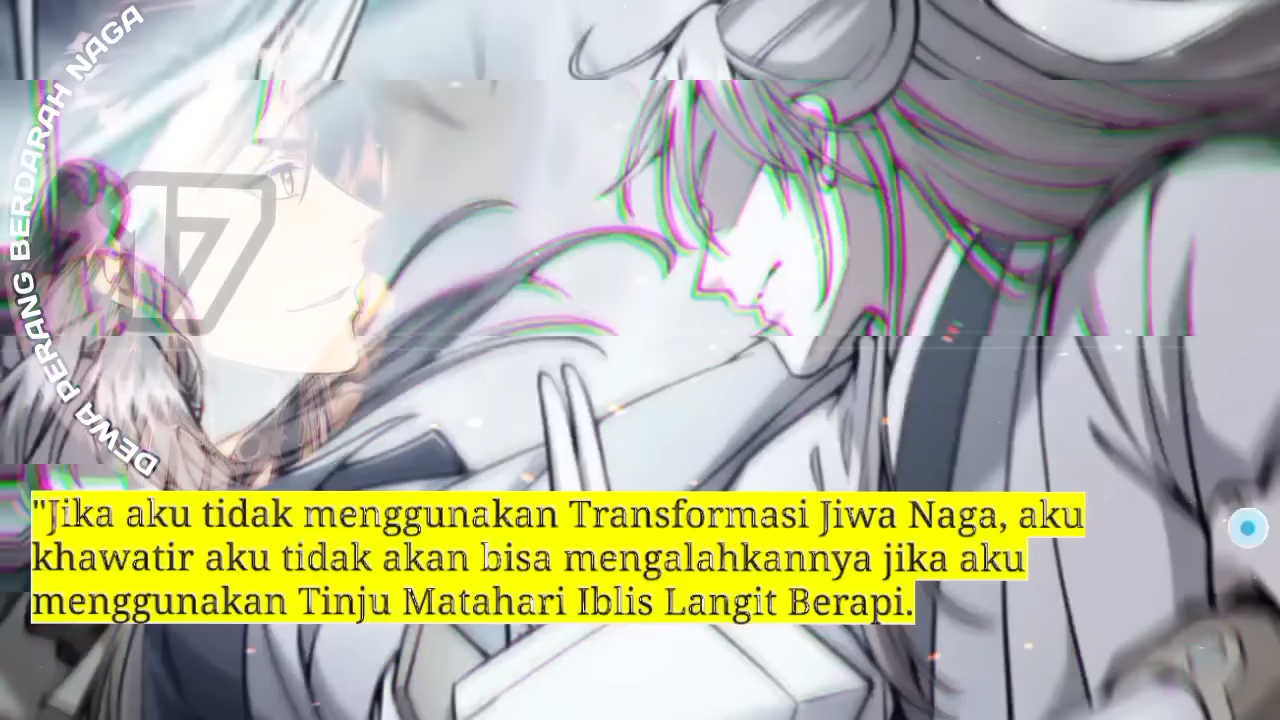 DEWA PERANG BERDARAH NAGA
17
"Jika aku tidak menggunakan Transformasi Jiwa Naga, aku
khawatir aku tidak akan bisa mengalahkannya jika aku
menggunakan Tinju Matahari Iblis Langit Berapi.